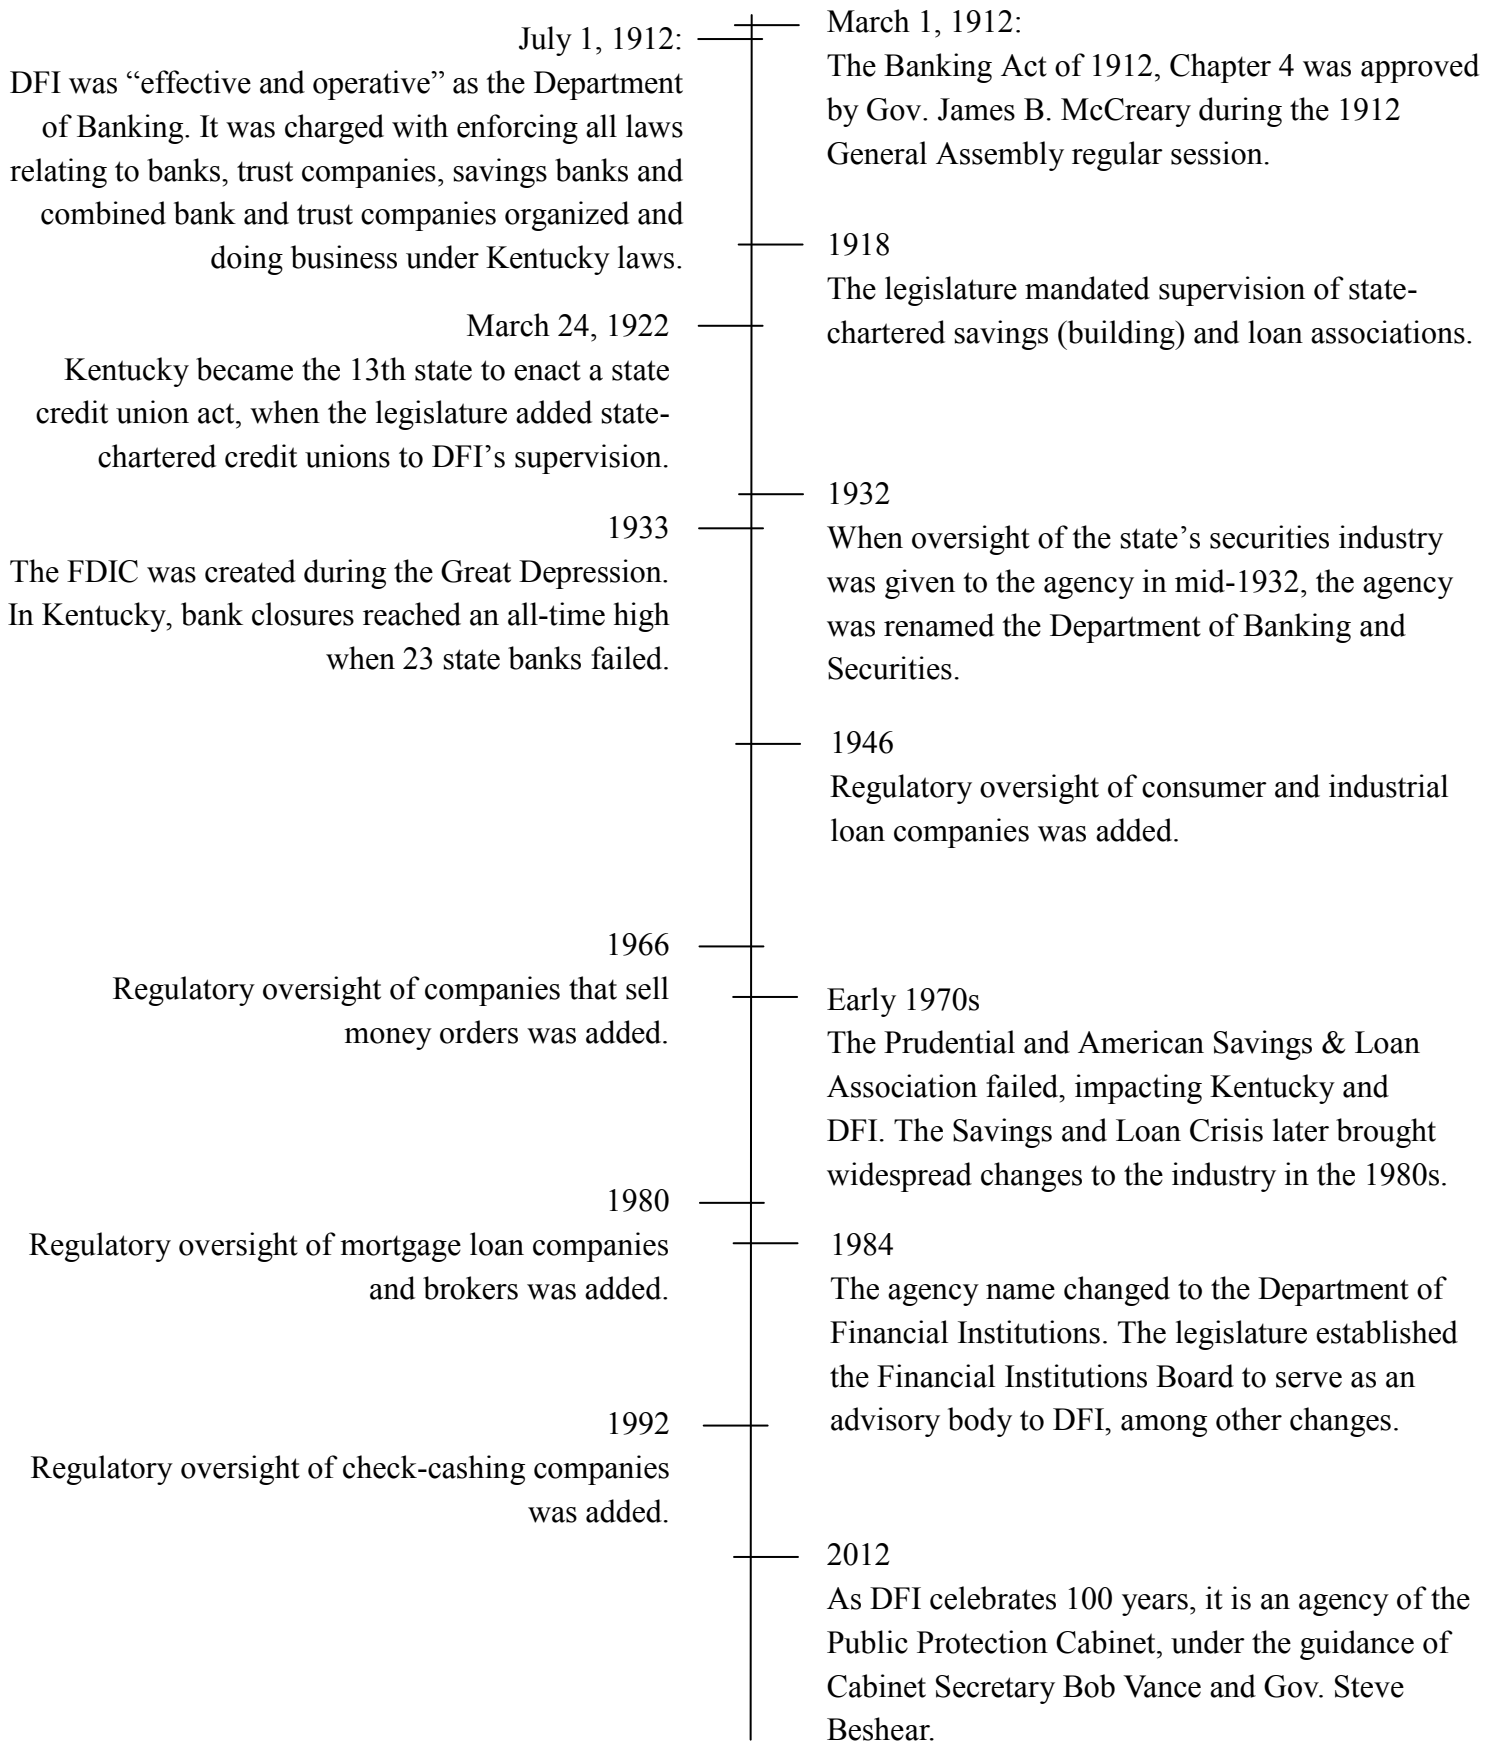 March 1, 1912:
The Banking Act of 1912, Chapter 4 was approved
by Gov. James B. McCreary during the 1912
General Assembly regular session.
July 1, 1912:
DFI was “effective and operative” as the Department
of Banking. It was charged with enforcing all laws
relating to banks, trust companies, savings banks and
combined bank and trust companies organized and
doing business under Kentucky laws.
1918
The legislature mandated supervision of state-
chartered savings (building) and loan associations.
March 24, 1922
Kentucky became the 13th state to enact a state
credit union act, when the legislature added state-
chartered credit unions to DFI’s supervision.
1932
When oversight of the state’s securities industry
was given to the agency in mid-1932, the agency
was renamed the Department of Banking and
Securities.
1933
The FDIC was created during the Great Depression.
In Kentucky, bank closures reached an all-time high
when 23 state banks failed.
1946
Regulatory oversight of consumer and industrial
loan companies was added.
1966
Regulatory oversight of companies that sell
money orders was added.
Early 1970s
The Prudential and American Savings & Loan
Association failed, impacting Kentucky and
DFI. The Savings and Loan Crisis later brought
widespread changes to the industry in the 1980s.
1980
Regulatory oversight of mortgage loan companies
and brokers was added.
1984
The agency name changed to the Department of
Financial Institutions. The legislature established
the Financial Institutions Board to serve as an
advisory body to DFI, among other changes.
1992
Regulatory oversight of check-cashing companies
was added.
2012
As DFI celebrates 100 years, it is an agency of the
Public Protection Cabinet, under the guidance of
Cabinet Secretary Bob Vance and Gov. Steve
Beshear.